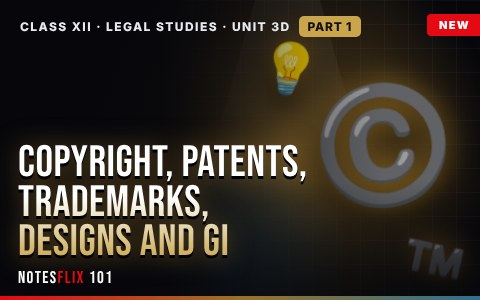 CLASS XII · LEGAL STUDIES · UNIT 3D PART 1
NEW
©
COPYRIGHT, PATENTS,
TRADEMARKS,
DESIGNS AND GI
TM
NOTESFLIX 101